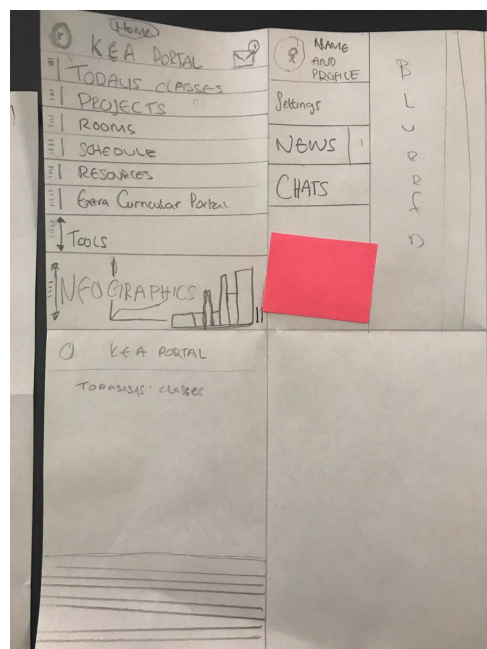 Home
KEA PORTAL
TODAYS CLASSES
PROJECTS
ROOMS
SCHEDULE
RESOURCES
Extra Curricular Portal
TOOLS
INFOGRAPHICS
NAME
AND
PROFILE
Settings
NEWS
CHATS
B
L
U
R
R
E
D
KEA PORTAL
classes